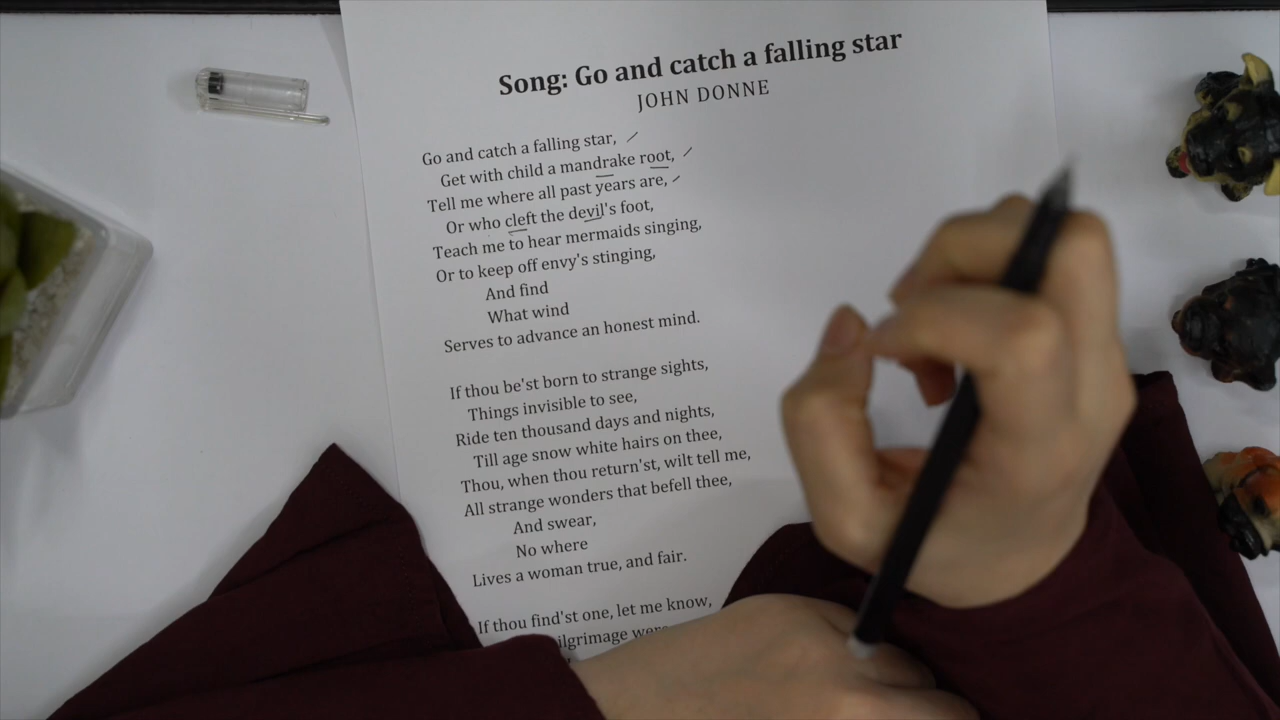 Song: Go and catch a falling star
JOHN DONNE
Go and catch a falling star,
Get with child a mandrake root,
Tell me where all past years are,
Or who cleft the devil's foot,
Teach me to hear mermaids singing,
Or to keep off envy's stinging,
And find
What wind
Serves to advance an honest mind.
If thou be'st born to strange sights,
Things invisible to see,
Ride ten thousand days and nights,
Till age snow white hairs on thee,
Thou, when thou return'st, wilt tell me,
All strange wonders that befell thee,
And swear,
No where
Lives a woman true, and fair.
If thou find'st one, let me know,